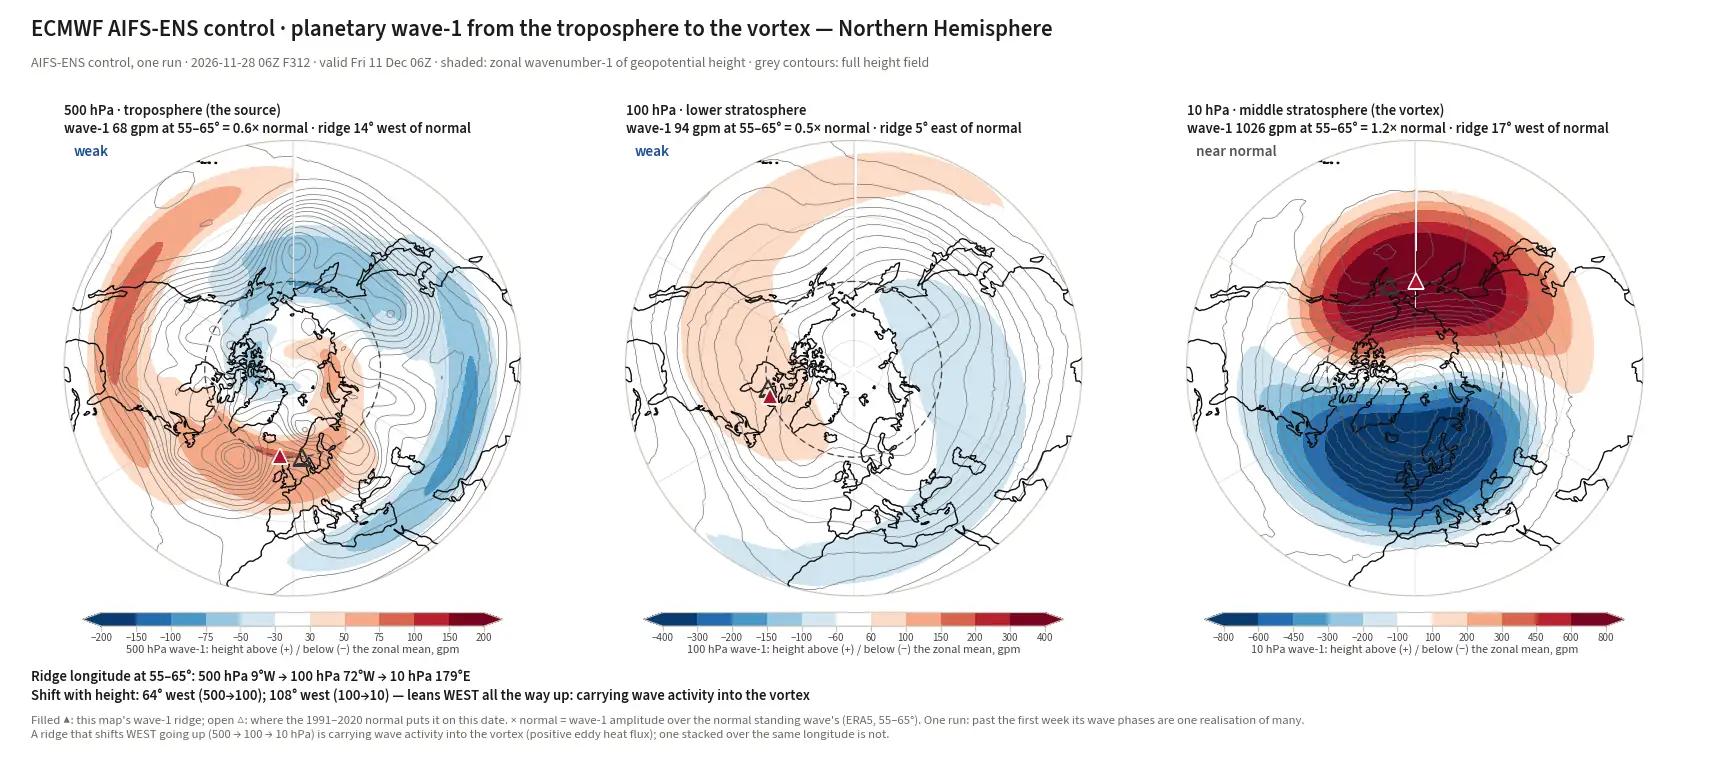 ECMWF AIFS-ENS control · planetary wave-1 from the troposphere to the vortex — Northern Hemisphere
AIFS-ENS control, one run · 2026-11-28 06Z F312 · valid Fri 11 Dec 06Z · shaded: zonal wavenumber-1 of geopotential height · grey contours: full height field
500 hPa · troposphere (the source)
wave-1 68 gpm at 55–65° = 0.6× normal · ridge 14° west of normal
weak
100 hPa · lower stratosphere
wave-1 94 gpm at 55–65° = 0.5× normal · ridge 5° east of normal
weak
10 hPa · middle stratosphere (the vortex)
wave-1 1026 gpm at 55–65° = 1.2× normal · ridge 17° west of normal
near normal
−200 −150 −100 −75 −50 −30 30 50 75 100 150 200
500 hPa wave-1: height above (+) / below (−) the zonal mean, gpm
−400 −300 −200 −150 −100 −60 60 100 150 200 300 400
100 hPa wave-1: height above (+) / below (−) the zonal mean, gpm
−800 −600 −450 −300 −200 −100 100 200 300 450 600 800
10 hPa wave-1: height above (+) / below (−) the zonal mean, gpm
Ridge longitude at 55–65°: 500 hPa 9°W → 100 hPa 72°W → 10 hPa 179°E
Shift with height: 64° west (500→100); 108° west (100→10) — leans WEST all the way up: carrying wave activity into the vortex
Filled ▲: this map's wave-1 ridge; open △: where the 1991–2020 normal puts it on this date. × normal = wave-1 amplitude over the normal standing wave's (ERA5, 55–65°). One run: past the first week its wave phases are one realisation of many.
A ridge that shifts WEST going up (500 → 100 → 10 hPa) is carrying wave activity into the vortex (positive eddy heat flux); one stacked over the same longitude is not.